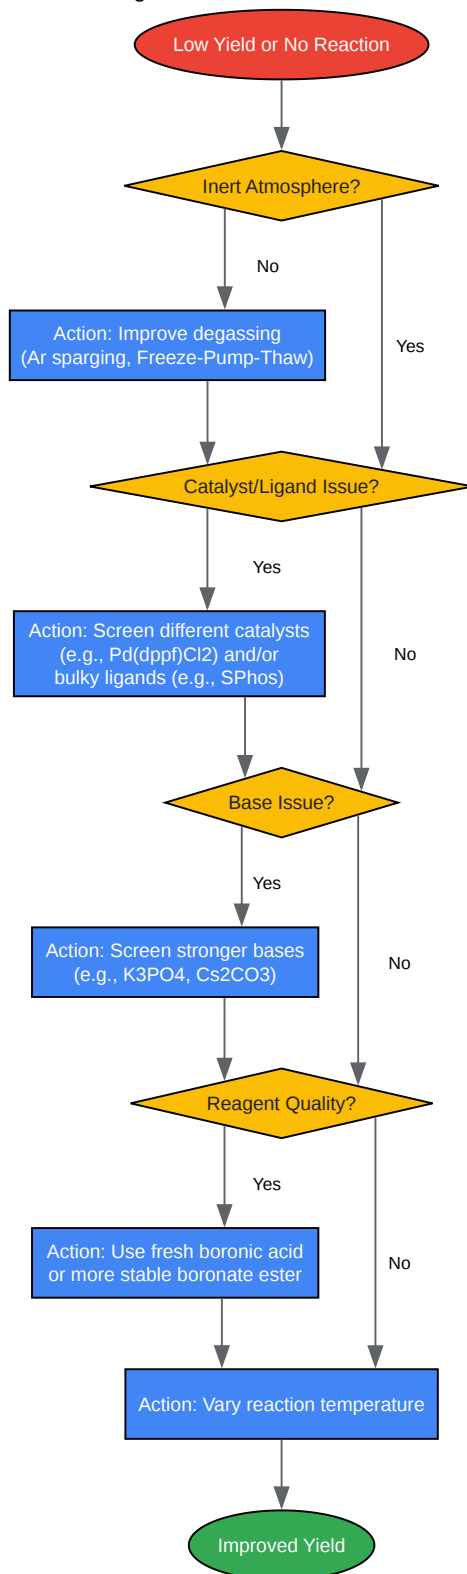 Low Yield or No Reaction
Inert Atmosphere?
No
Action: Improve degassing
(Ar sparging, Freeze-Pump-Thaw)
Yes
Catalyst/Ligand Issue?
Yes
Action: Screen different catalysts
(e.g., Pd(dppf)Cl2) and/or
bulky ligands (e.g., SPhos)
No
Base Issue?
Yes
Action: Screen stronger bases
(e.g., K3PO4, Cs2CO3)
No
Reagent Quality?
Yes
Action: Use fresh boronic acid
or more stable boronate ester
No
Action: Vary reaction temperature
Improved Yield